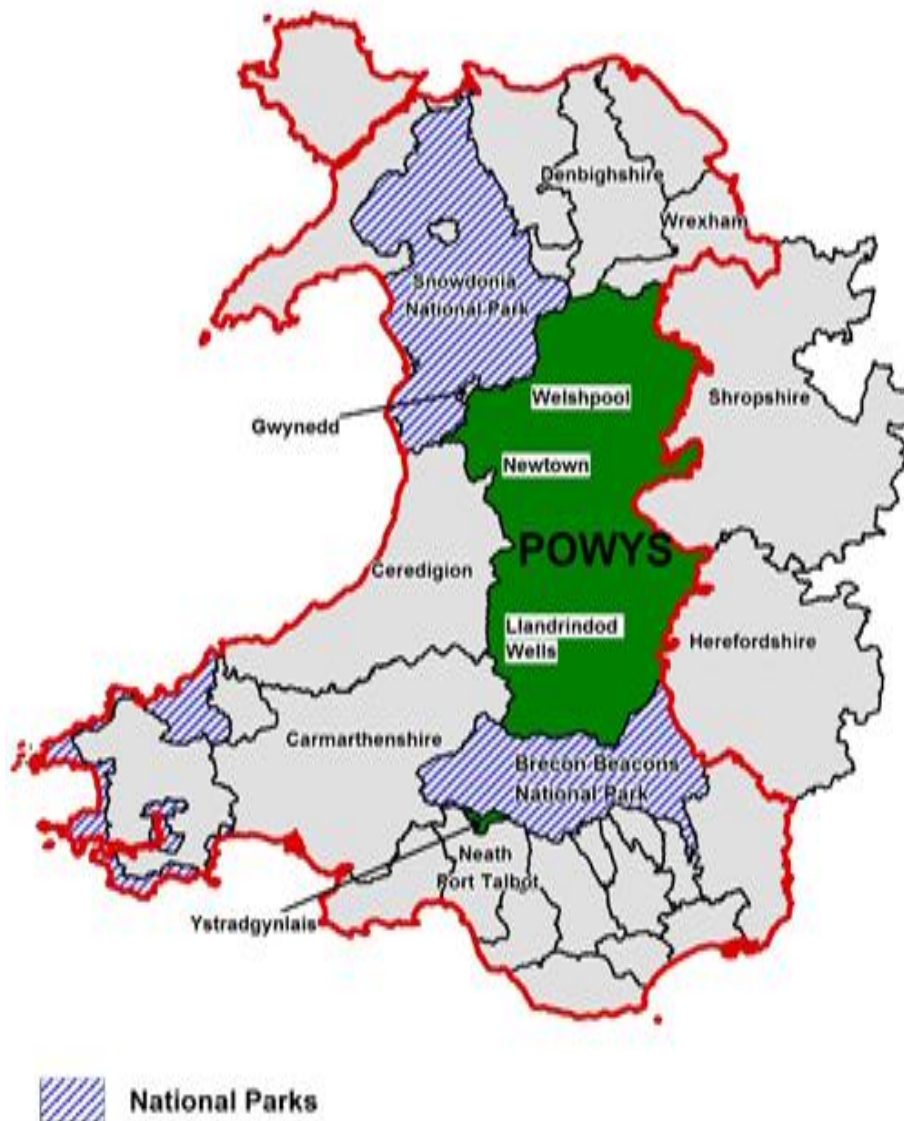 Denbighshire
Wrexham
Snowdonia
National Park
Shropshire
Welshpool
Gwynedd
Newtown
POWYS
Ceredigion
Llandrindod
Wells
Herefordshire
Carmarthenshire
Brecon Beacons
National Park
Neath
Port Talbot
Ystradgynlais
National Parks